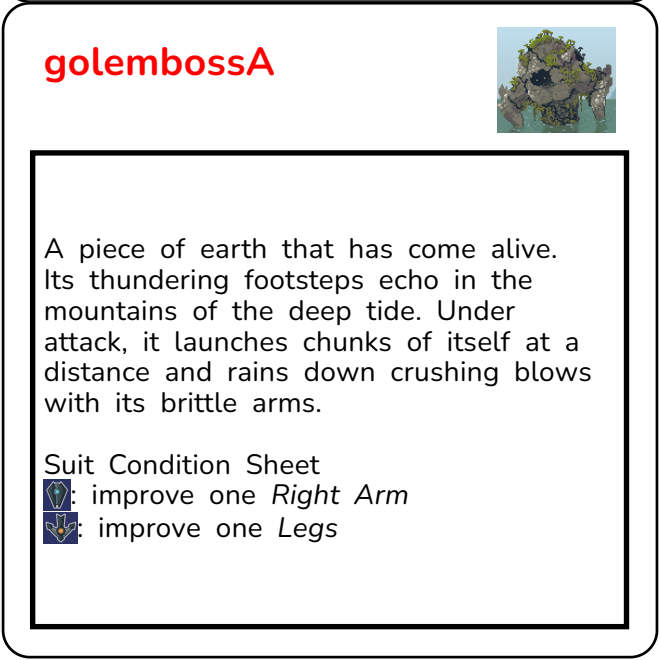 golembossA
A piece of earth that has come alive.
Its thundering footsteps echo in the
mountains of the deep tide. Under
attack, it launches chunks of itself at a
distance and rains down crushing blows
with its brittle arms.
Suit Condition Sheet
: improve one Right Arm
: improve one Legs